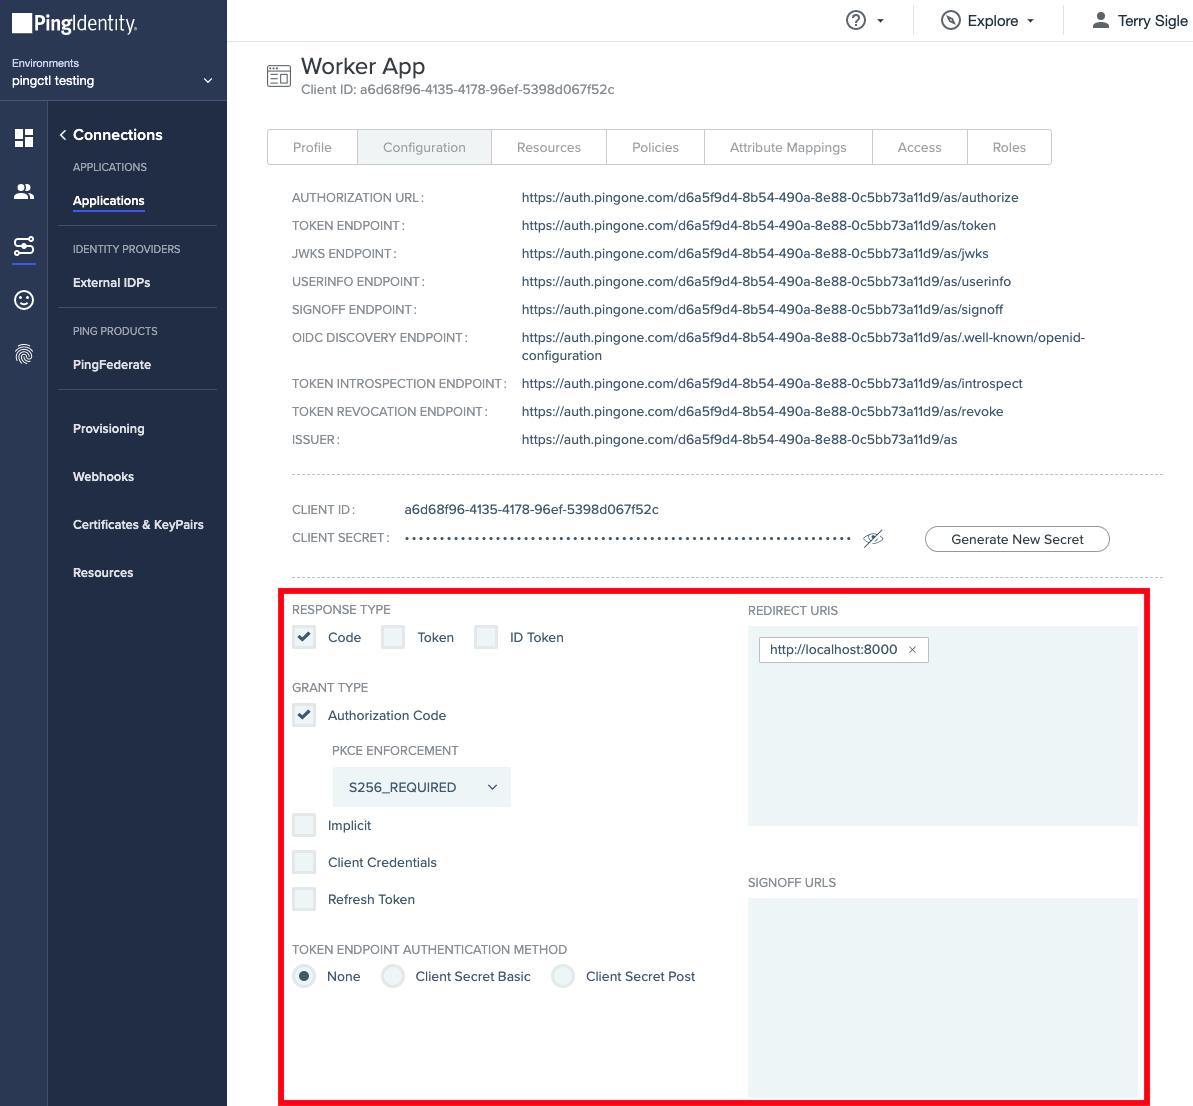 PingIdentity.
Explore
Terry Sigle
Environments
pingctl testing
Connections
APPLICATIONS
Applications
IDENTITY PROVIDERS
External IDPs
PING PRODUCTS
PingFederate
Provisioning
Webhooks
Certificates & KeyPairs
Resources
Worker App
Client ID: a6d68f96-4135-4178-96ef-5398d067f52c
Profile
Configuration
Resources
Policies
Attribute Mappings
Access
Roles
AUTHORIZATION URL: https://auth.pingone.com/d6a5f9d4-8b54-490a-8e88-0c5bb73a11d9/as/authorize
TOKEN ENDPOINT: https://auth.pingone.com/d6a5f9d4-8b54-490a-8e88-0c5bb73a11d9/as/token
JWKS ENDPOINT: https://auth.pingone.com/d6a5f9d4-8b54-490a-8e88-0c5bb73a11d9/as/jwks
USERINFO ENDPOINT: https://auth.pingone.com/d6a5f9d4-8b54-490a-8e88-0c5bb73a11d9/as/userinfo
SIGNOFF ENDPOINT: https://auth.pingone.com/d6a5f9d4-8b54-490a-8e88-0c5bb73a11d9/as/signoff
OIDC DISCOVERY ENDPOINT: https://auth.pingone.com/d6a5f9d4-8b54-490a-8e88-0c5bb73a11d9/as/.well-known/openid-
configuration
TOKEN INTROSPECTION ENDPOINT: https://auth.pingone.com/d6a5f9d4-8b54-490a-8e88-0c5bb73a11d9/as/introspect
TOKEN REVOCATION ENDPOINT: https://auth.pingone.com/d6a5f9d4-8b54-490a-8e88-0c5bb73a11d9/as/revoke
ISSUER: https://auth.pingone.com/d6a5f9d4-8b54-490a-8e88-0c5bb73a11d9/as
CLIENT ID: a6d68f96-4135-4178-96ef-5398d067f52c
CLIENT SECRET:
Generate New Secret
RESPONSE TYPE
Code
Token
ID Token
GRANT TYPE
Authorization Code
PKCE ENFORCEMENT
S256_REQUIRED
Implicit
Client Credentials
Refresh Token
TOKEN ENDPOINT AUTHENTICATION METHOD
None
Client Secret Basic
Client Secret Post
REDIRECT URIS
http://localhost:8000
SIGNOFF URLS